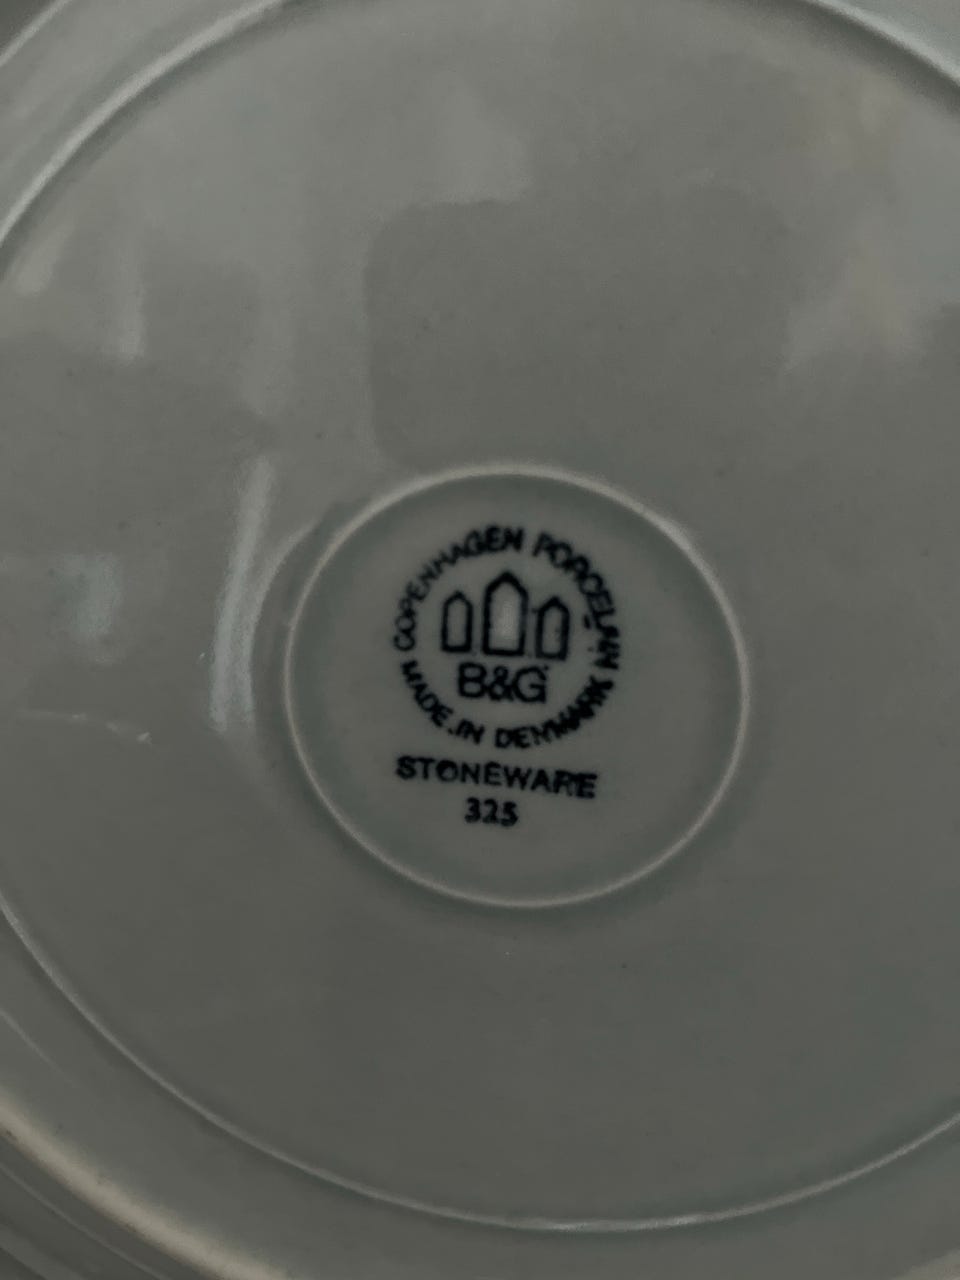 COPENHAGEN PORCELAIN
B&G
MADE IN DENMARK
STONEWARE
325